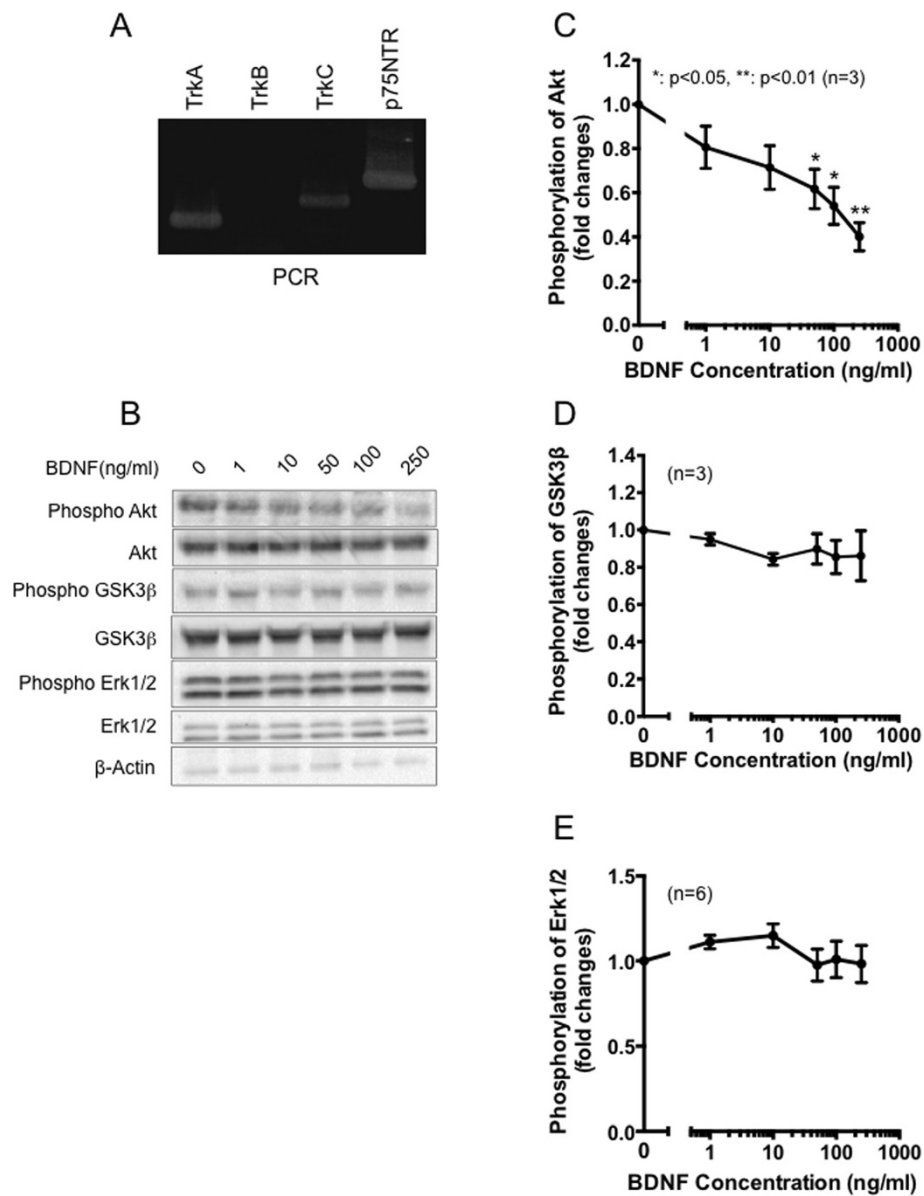 A
TrkA
TrkB
TrkC
p75NTR
PCR
B
BDNF(ng/ml)
0
1
10
50
100
250
Phospho Akt
Akt
Phospho GSK3β
GSK3β
Phospho Erk1/2
Erk1/2
β-Actin
C
Phosphorylation of Akt
(fold changes)
1.2
1.0
0.8
0.6
0.4
0.2
0.0
*: p<0.05, **: p<0.01 (n=3)
*
*
**
0 1 10 100 1000
BDNF Concentration (ng/ml)
D
Phosphorylation of GSK3β
(fold changes)
1.4
1.2
1.0
0.8
0.6
0.4
0.2
0.0
(n=3)
0 1 10 100 1000
BDNF Concentration (ng/ml)
E
Phosphorylation of Erk1/2
(fold changes)
1.5
1.0
0.5
0.0
(n=6)
0 1 10 100 1000
BDNF Concentration (ng/ml)